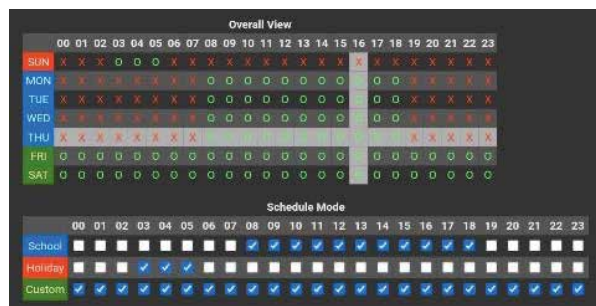 Overall View
00 01 02 03 04 05 06 07 08 09 10 11 12 13 14 15 16 17 18 19 20 21 22 23
SUN X X X O O O X X X X X X X X X X X X X X X X X X
MON X X X X X X X X O O O O O O O O O O O X X X X X
TUE X X X X X X X X O O O O O O O O O O O X X X X X
WED X X X X X X X X O O O O O O O O O O O X X X X X
THU X X X X X X X X O O O O O O O O O O O X X X X X
FRI O O O O O O O O O O O O O O O O O O O O O O O O
SAT O O O O O O O O O O O O O O O O O O O O O O O O
Schedule Mode
00 01 02 03 04 05 06 07 08 09 10 11 12 13 14 15 16 17 18 19 20 21 22 23
School
Holiday
Custom